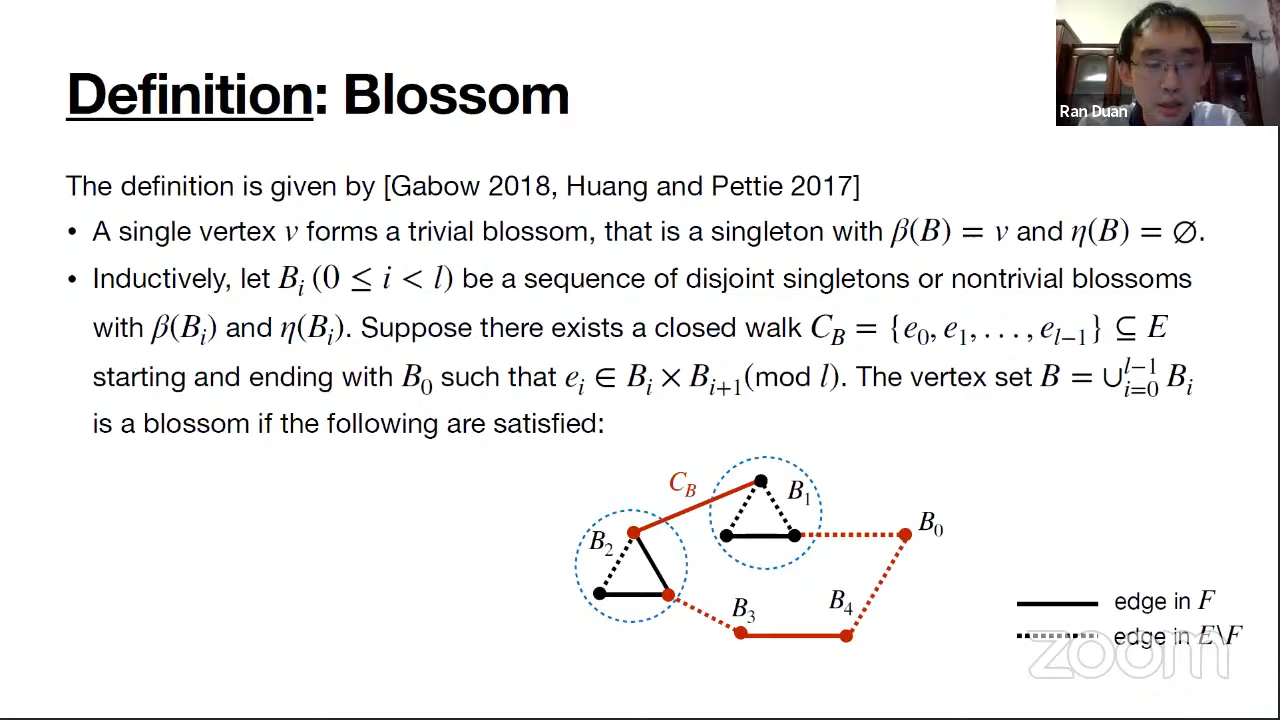 Ran Duan
Definition: Blossom
The definition is given by [Gabow 2018, Huang and Pettie 2017]
• A single vertex v forms a trivial blossom, that is a singleton with β(B) = v and η(B) = ∅.
• Inductively, let B_i (0 ≤ i < l) be a sequence of disjoint singletons or nontrivial blossoms
with β(B_i) and η(B_i). Suppose there exists a closed walk C_B = {e_0, e_1, . . . , e_{l−1}} ⊆ E
starting and ending with B_0 such that e_i ∈ B_i × B_{i+1}(mod l). The vertex set B = ∪_{i=0}^{l−1} B_i
is a blossom if the following are satisfied:
C_B
B_1
B_0
B_2
B_3
B_4
edge in F
edge in E\F
zoom